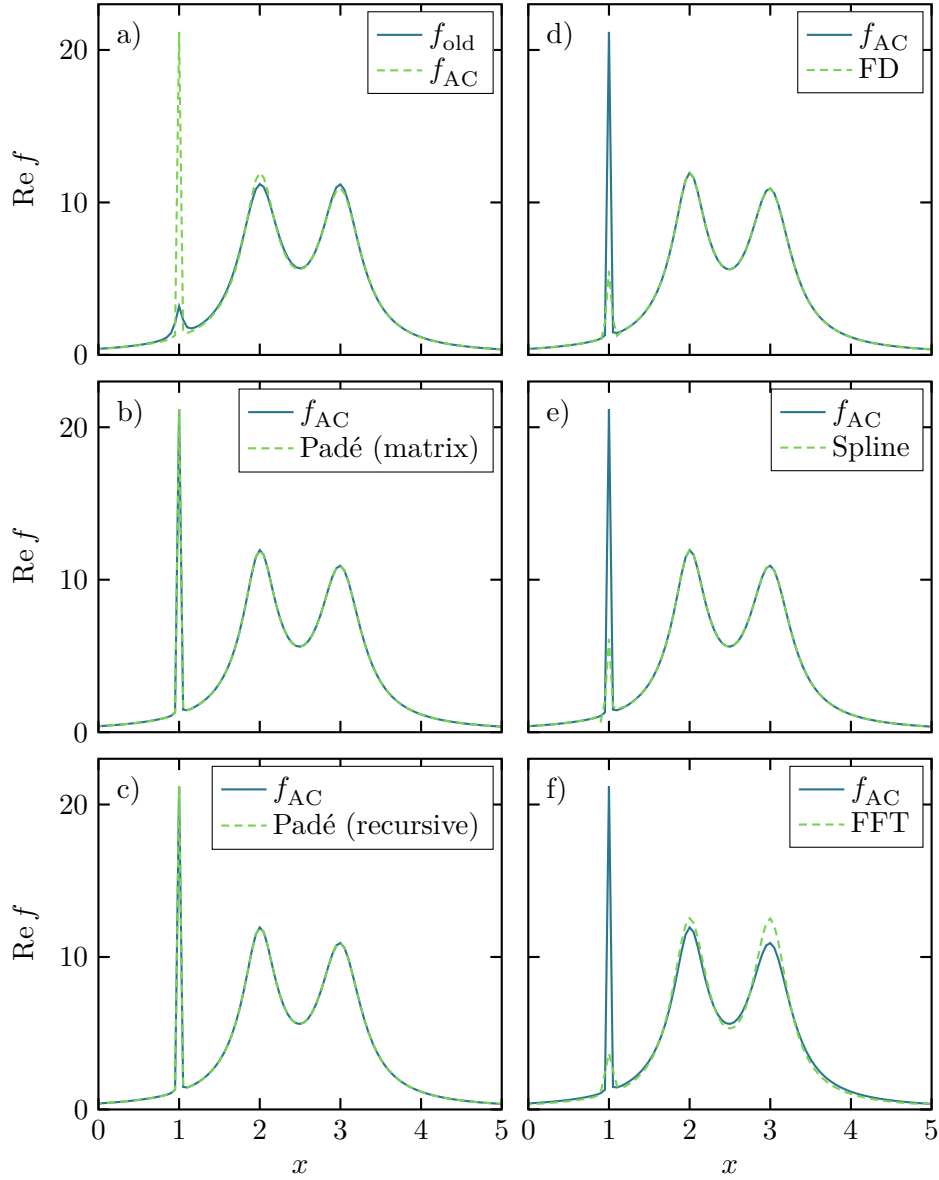 a)
f_old
f_AC
Re f
20
10
0
d)
f_AC
FD
b)
f_AC
Padé (matrix)
Re f
20
10
0
e)
f_AC
Spline
c)
f_AC
Padé (recursive)
Re f
20
10
0
0 1 2 3 4 5
x
f)
f_AC
FFT
0 1 2 3 4 5
x